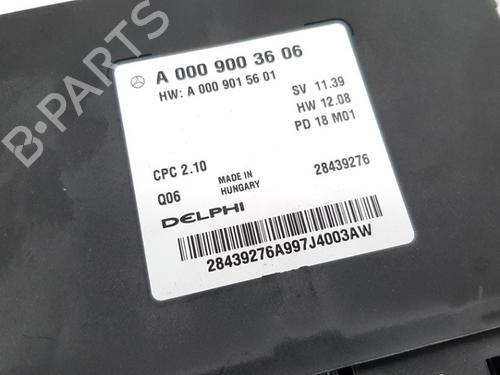 A 000 900 36 06
HW: A 000 901 56 01
SV 11.39
HW 12.08
PD 18 M01
CPC 2.10
28439276
Q06
MADE IN
HUNGARY
DELPHI
28439276A997J4003AW
B-PARTS